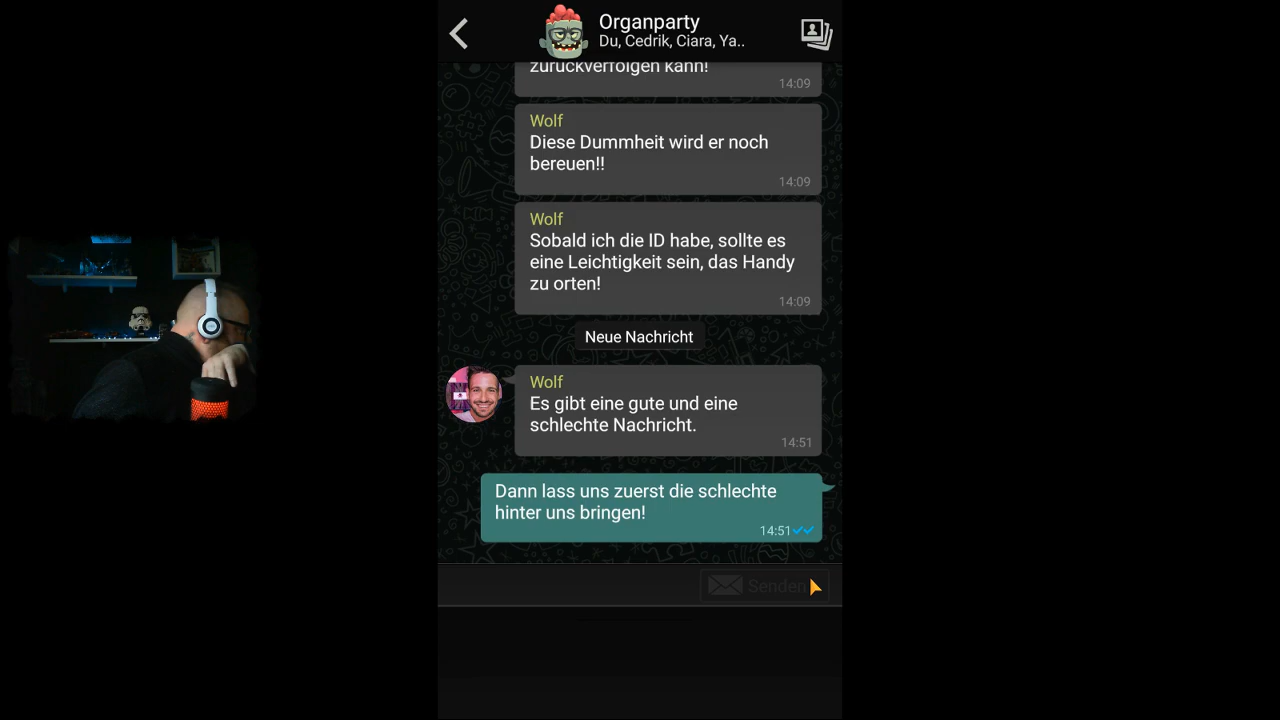 Organparty
Du, Cedrik, Ciara, Ya..
zurückverfolgen kann!
14:09
Wolf
Diese Dummheit wird er noch
bereuen!!
14:09
Wolf
Sobald ich die ID habe, sollte es
eine Leichtigkeit sein, das Handy
zu orten!
14:09
Neue Nachricht
Wolf
Es gibt eine gute und eine
schlechte Nachricht.
14:51
Dann lass uns zuerst die schlechte
hinter uns bringen!
14:51
Senden